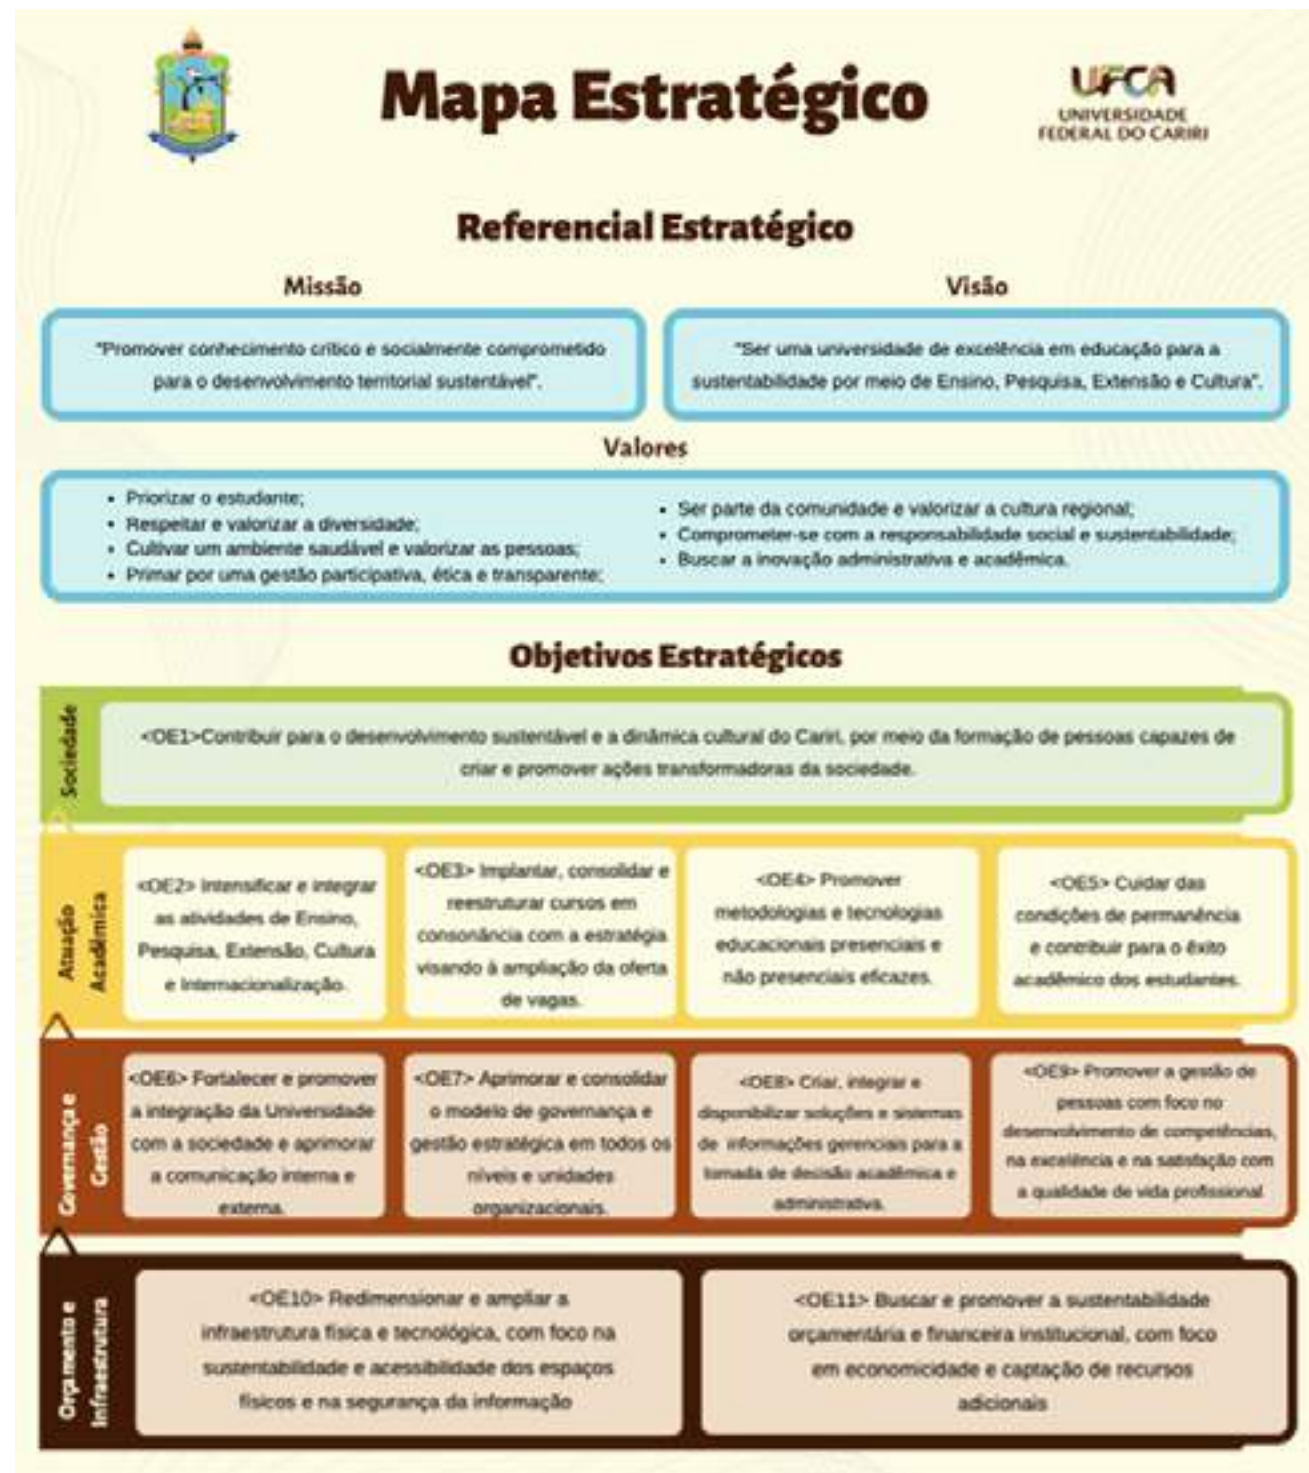 Mapa Estratégico
UFCA
UNIVERSIDADE
FEDERAL DO CARIRI
Referencial Estratégico
Missão
"Promover conhecimento crítico e socialmente comprometido
para o desenvolvimento territorial sustentável".
Visão
"Ser uma universidade de excelência em educação para a
sustentabilidade por meio de Ensino, Pesquisa, Extensão e Cultura".
Valores
• Priorizar o estudante;
• Respeitar e valorizar a diversidade;
• Cultivar um ambiente saudável e valorizar as pessoas;
• Primar por uma gestão participativa, ética e transparente;
• Ser parte da comunidade e valorizar a cultura regional;
• Comprometer-se com a responsabilidade social e sustentabilidade;
• Buscar a inovação administrativa e acadêmica.
Objetivos Estratégicos
Sociedade
<OE1>Contribuir para o desenvolvimento sustentável e a dinâmica cultural do Cariri, por meio da formação de pessoas capazes de
criar e promover ações transformadoras da sociedade.
Atuação
Acadêmica
<OE2> Intensificar e integrar
as atividades de Ensino,
Pesquisa, Extensão, Cultura
e Internacionalização.
<OE3> Implantar, consolidar e
reestruturar cursos em
consonância com a estratégia
visando à ampliação da oferta
de vagas.
<OE4> Promover
metodologias e tecnologias
educacionais presenciais e
não presenciais eficazes.
<OE5> Cuidar das
condições de permanência
e contribuir para o êxito
acadêmico dos estudantes.
Governança e
Gestão
<OE6> Fortalecer e promover
a integração da Universidade
com a sociedade e aprimorar
a comunicação interna e
externa.
<OE7> Aprimorar e consolidar
o modelo de governança e
gestão estratégica em todos os
níveis e unidades
organizacionais.
<OE8> Criar, integrar e
disponibilizar soluções e sistemas
de informações gerenciais para a
tomada de decisão acadêmica e
administrativa.
<OE9> Promover a gestão de
pessoas com foco no
desenvolvimento de competências,
na excelência e na satisfação com
a qualidade de vida profissional
Orçamento e
Infraestrutura
<OE10> Redimensionar e ampliar a
infraestrutura física e tecnológica, com foco na
sustentabilidade e acessibilidade dos espaços
físicos e na segurança da informação
<OE11> Buscar e promover a sustentabilidade
orçamentária e financeira institucional, com foco
em economicidade e captação de recursos
adicionais